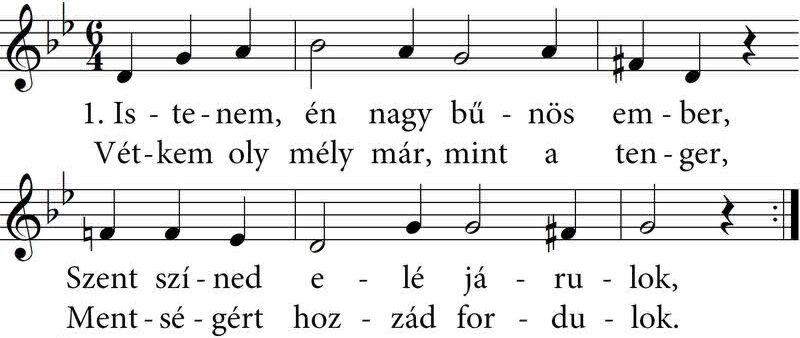 6
4
1. Is - te - nem, én nagy bű - nös em - ber,
Vét - kem oly mély már, mint a ten - ger,
Szent szí - ned e - lé já - ru - lok,
Ment - sé - gért hoz - zád for - du - lok.